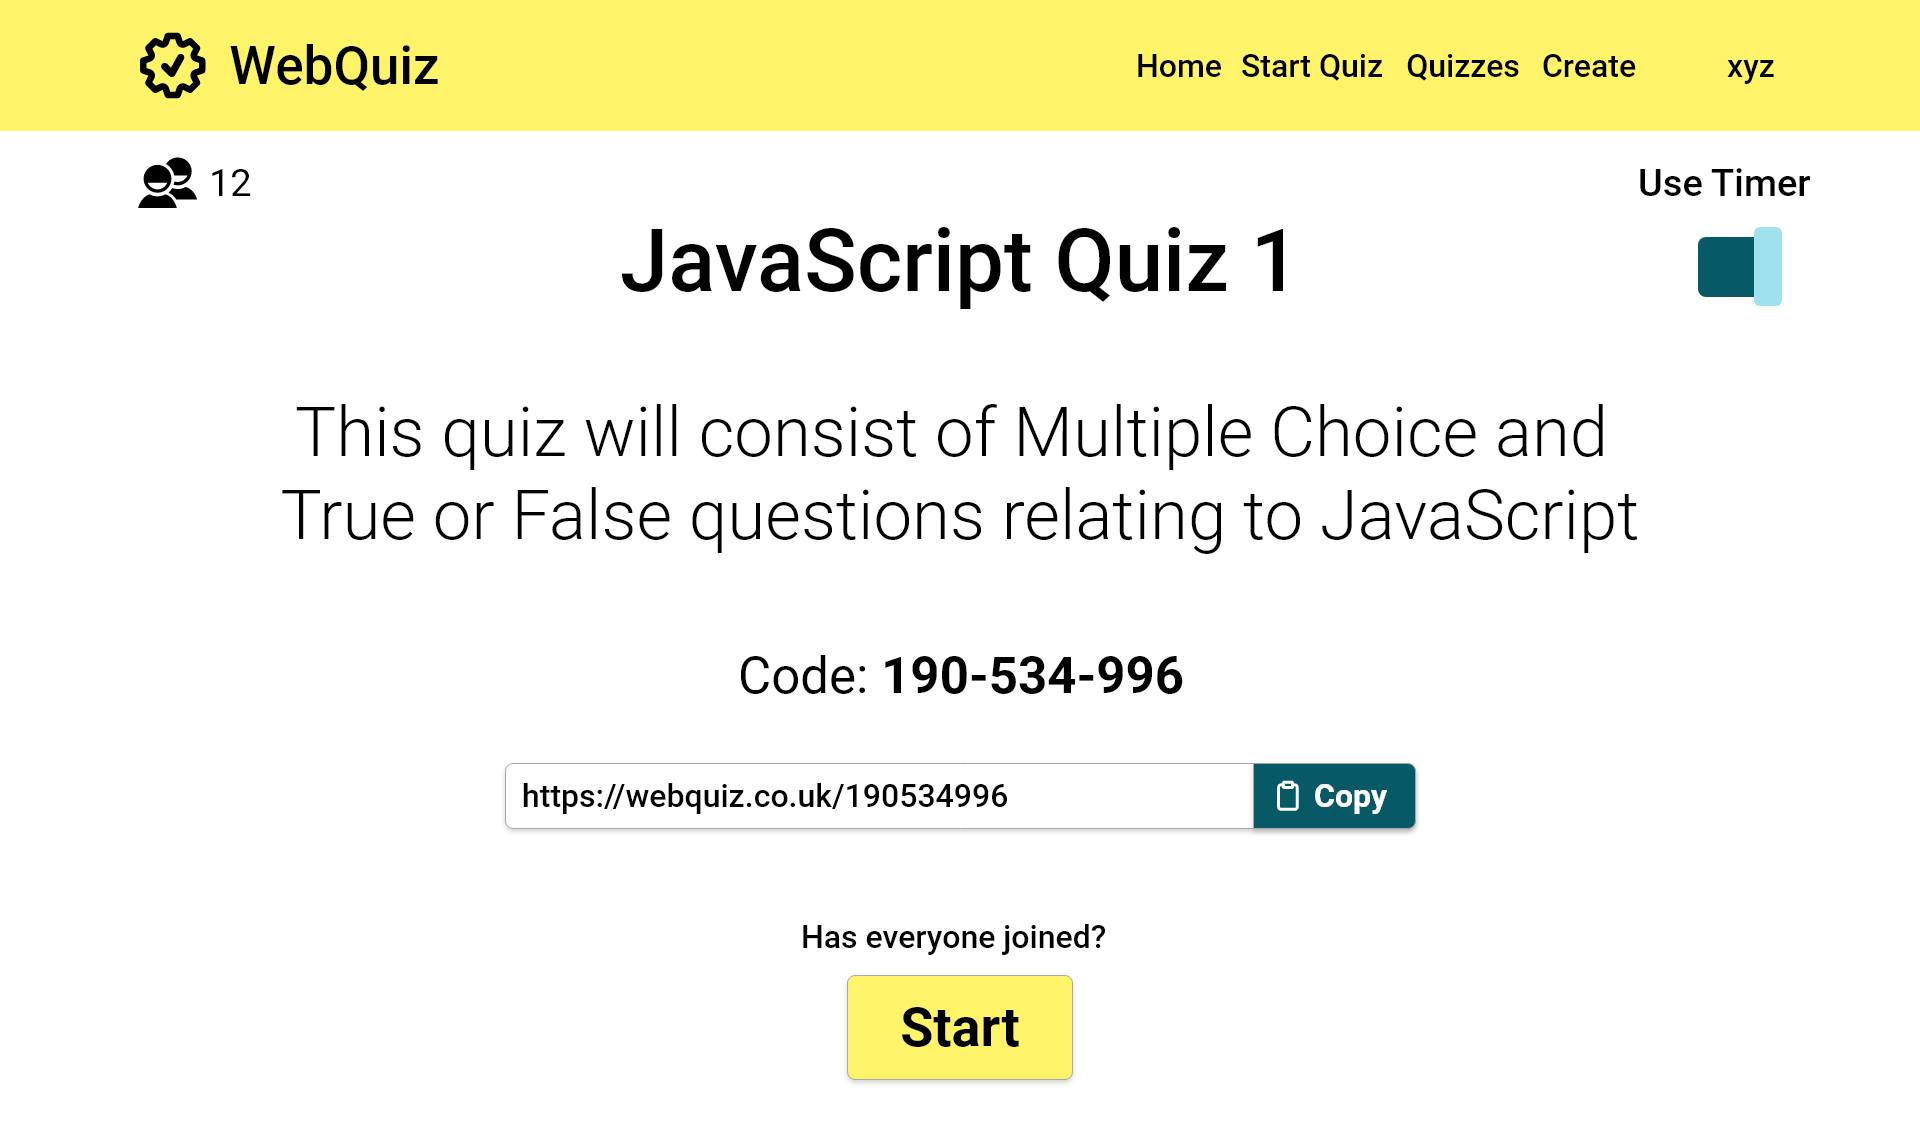 WebQuiz
Home Start Quiz Quizzes Create xyz
12
Use Timer
JavaScript Quiz 1
This quiz will consist of Multiple Choice and
True or False questions relating to JavaScript
Code: 190-534-996
https://webquiz.co.uk/190534996
Copy
Has everyone joined?
Start